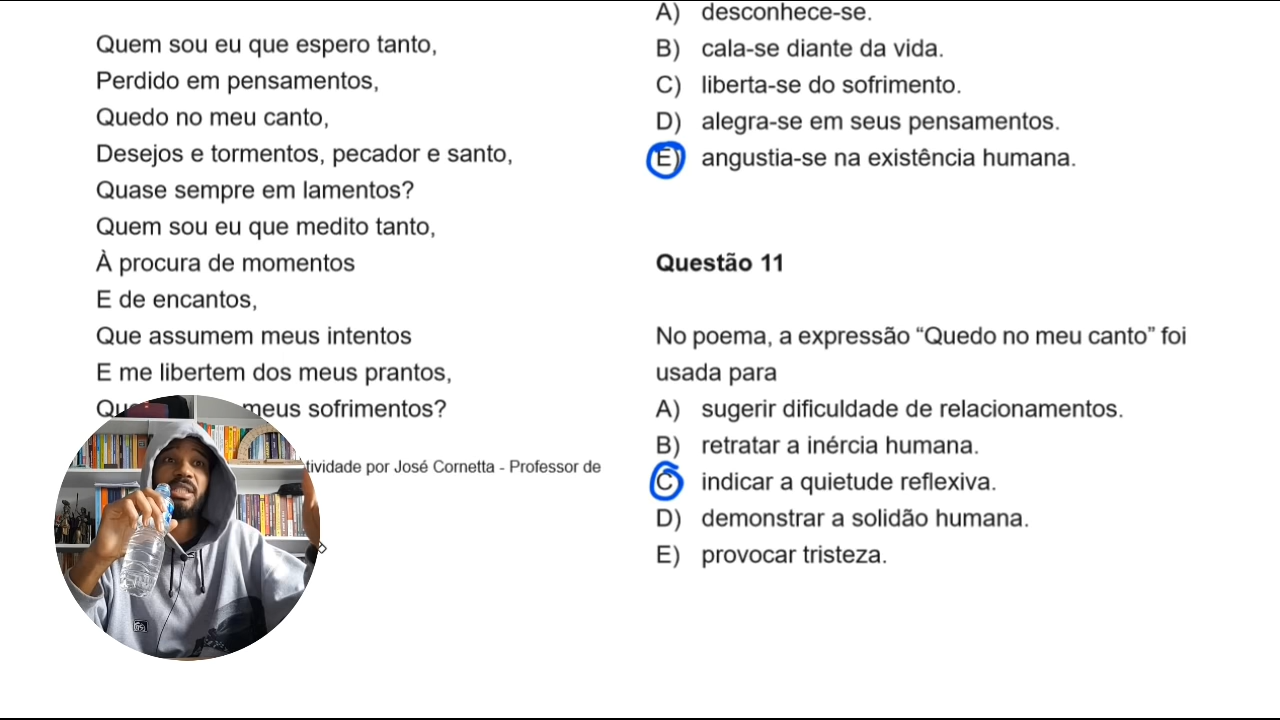 Quem sou eu que espero tanto,
Perdido em pensamentos,
Quedo no meu canto,
Desejos e tormentos, pecador e santo,
Quase sempre em lamentos?
Quem sou eu que medito tanto,
À procura de momentos
E de encantos,
Que assumem meus intentos
E me libertem dos meus prantos,
meus sofrimentos?
por José Cornetta - Professor de
A) desconhece-se.
B) cala-se diante da vida.
C) liberta-se do sofrimento.
D) alegra-se em seus pensamentos.
E) angustia-se na existência humana.
Questão 11
No poema, a expressão “Quedo no meu canto” foi
usada para
A) sugerir dificuldade de relacionamentos.
B) retratar a inércia humana.
C indicar a quietude reflexiva.
D) demonstrar a solidão humana.
E) provocar tristeza.